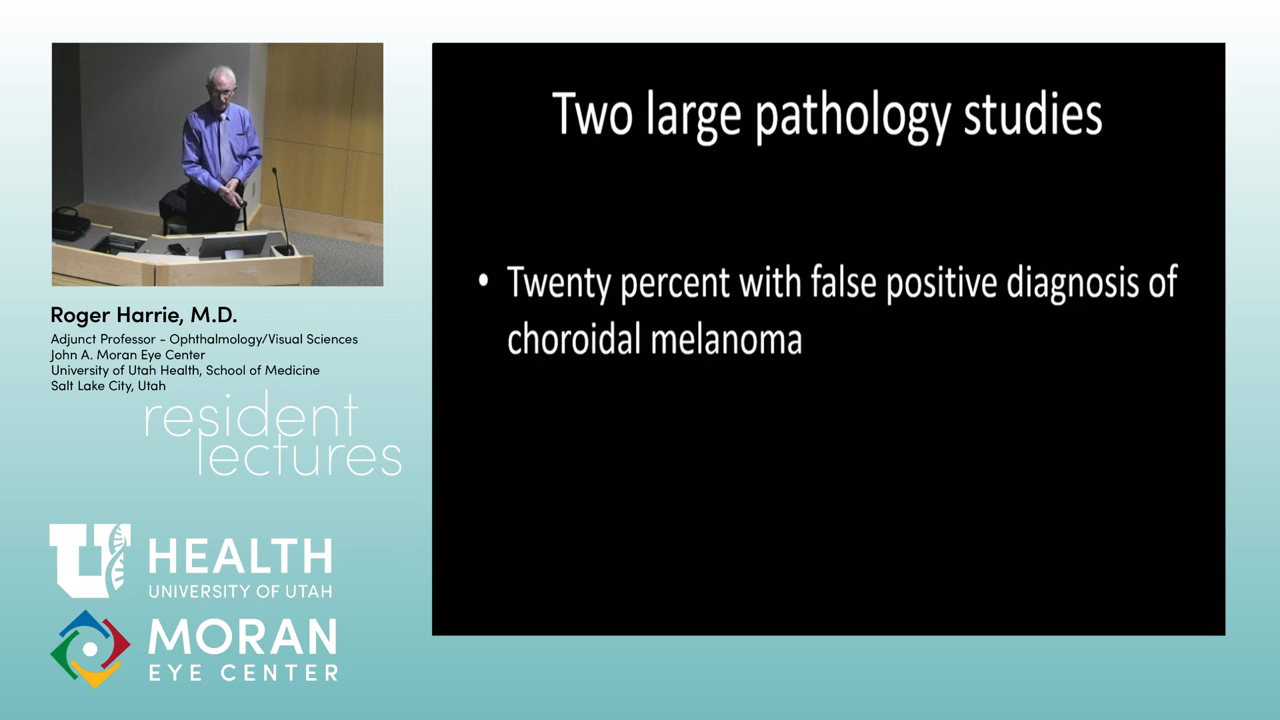 Two large pathology studies
• Twenty percent with false positive diagnosis of
choroidal melanoma
Roger Harrie, M.D.
Adjunct Professor - Ophthalmology/Visual Sciences
John A. Moran Eye Center
University of Utah Health, School of Medicine
Salt Lake City, Utah
resident
lectures
U HEALTH
UNIVERSITY OF UTAH
MORAN
EYE CENTER